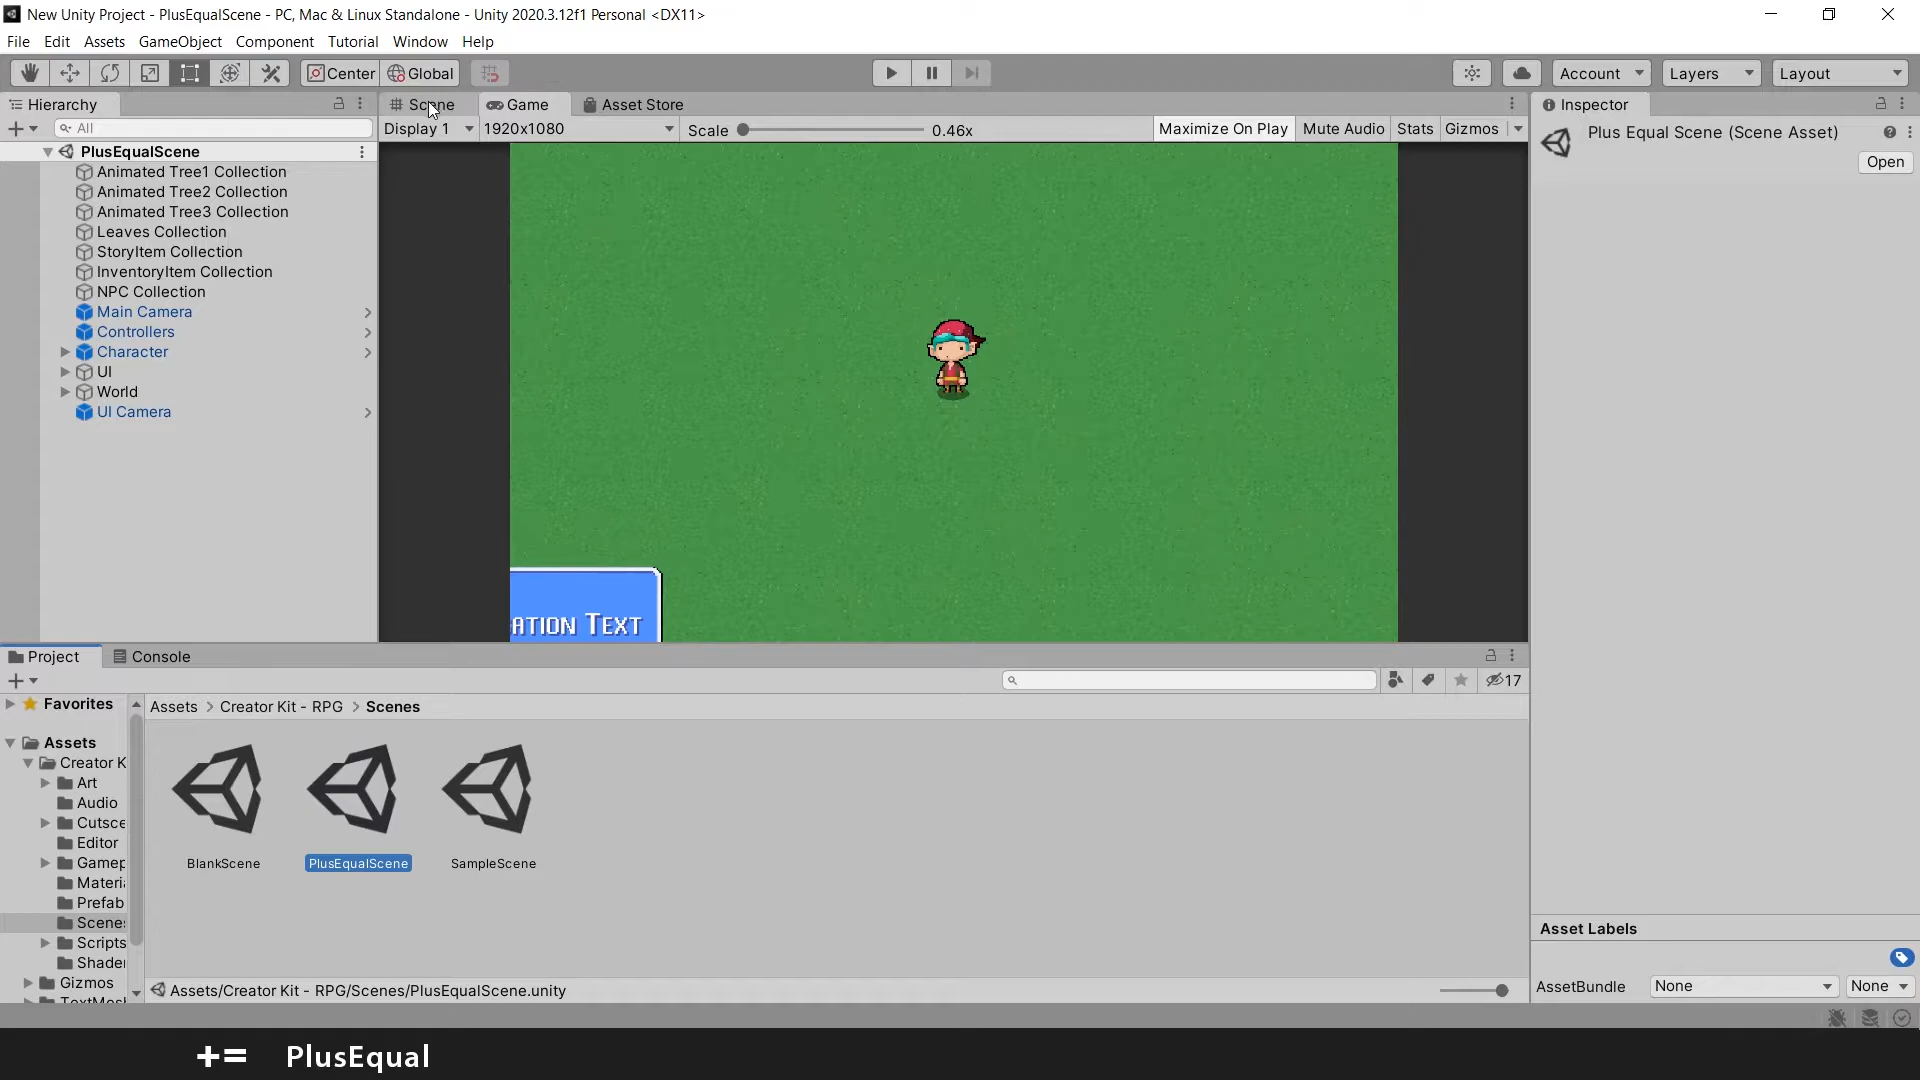 New Unity Project - PlusEqualScene - PC, Mac & Linux Standalone - Unity 2020.3.12f1 Personal <DX11>
File Edit Assets GameObject Component Tutorial Window Help
Center Global Account Layers Layout
Hierarchy
All
PlusEqualScene
Animated Tree1 Collection
Animated Tree2 Collection
Animated Tree3 Collection
Leaves Collection
StoryItem Collection
InventoryItem Collection
NPC Collection
Main Camera
Controllers
Character
UI
World
UI Camera
Scene Game Asset Store
Display 1 1920x1080 Scale 0.46x Maximize On Play Mute Audio Stats Gizmos
ATION TEXT
Inspector
Plus Equal Scene (Scene Asset)
Open
Project Console
17
Favorites
Assets
Creator K
Art
Audio
Cutsce
Editor
Gamep
Materia
Prefab
Scenes
Scripts
Shader
Gizmos
TextMesh
Assets > Creator Kit - RPG > Scenes
BlankScene PlusEqualScene SampleScene
Assets/Creator Kit - RPG/Scenes/PlusEqualScene.unity
Asset Labels
AssetBundle None None
+= PlusEqual